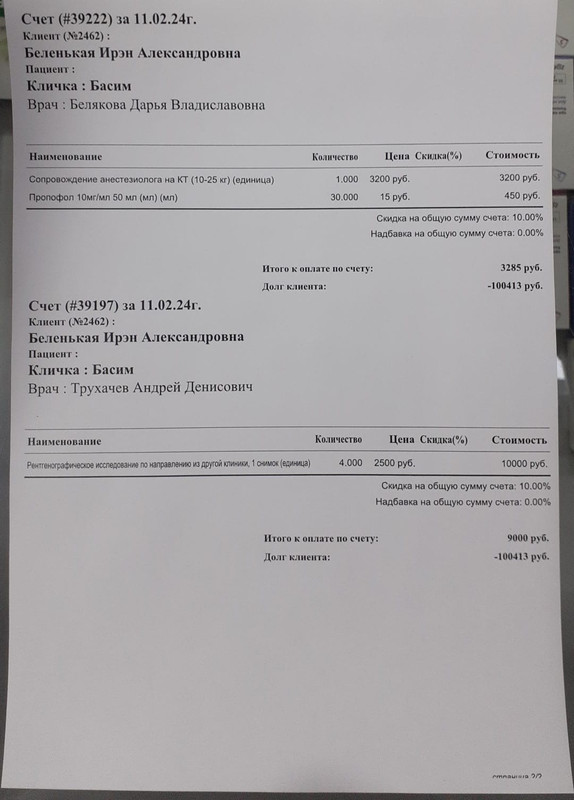 Счет (#39222) за 11.02.24г.
Клиент (№2462) :
Беленькая Ирэн Александровна
Пациент :
Кличка : Басим
Врач : Белякова Дарья Владиславовна
Наименование Количество Цена Скидка(%) Стоимость
Сопровождение анестезиолога на КТ (10-25 кг) (единица) 1.000 3200 руб. 3200 руб.
Пропофол 10мг/мл 50 мл (мл) (мл) 30.000 15 руб. 450 руб.
Скидка на общую сумму счета: 10.00%
Надбавка на общую сумму счета: 0.00%
Итого к оплате по счету: 3285 руб.
Долг клиента: -100413 руб.
Счет (#39197) за 11.02.24г.
Клиент (№2462) :
Беленькая Ирэн Александровна
Пациент :
Кличка : Басим
Врач : Трухачев Андрей Денисович
Наименование Количество Цена Скидка(%) Стоимость
Рентгенографическое исследование по направлению из другой клиники, 1 снимок (единица) 4.000 2500 руб. 10000 руб.
Скидка на общую сумму счета: 10.00%
Надбавка на общую сумму счета: 0.00%
Итого к оплате по счету: 9000 руб.
Долг клиента: -100413 руб.
страница 2/2